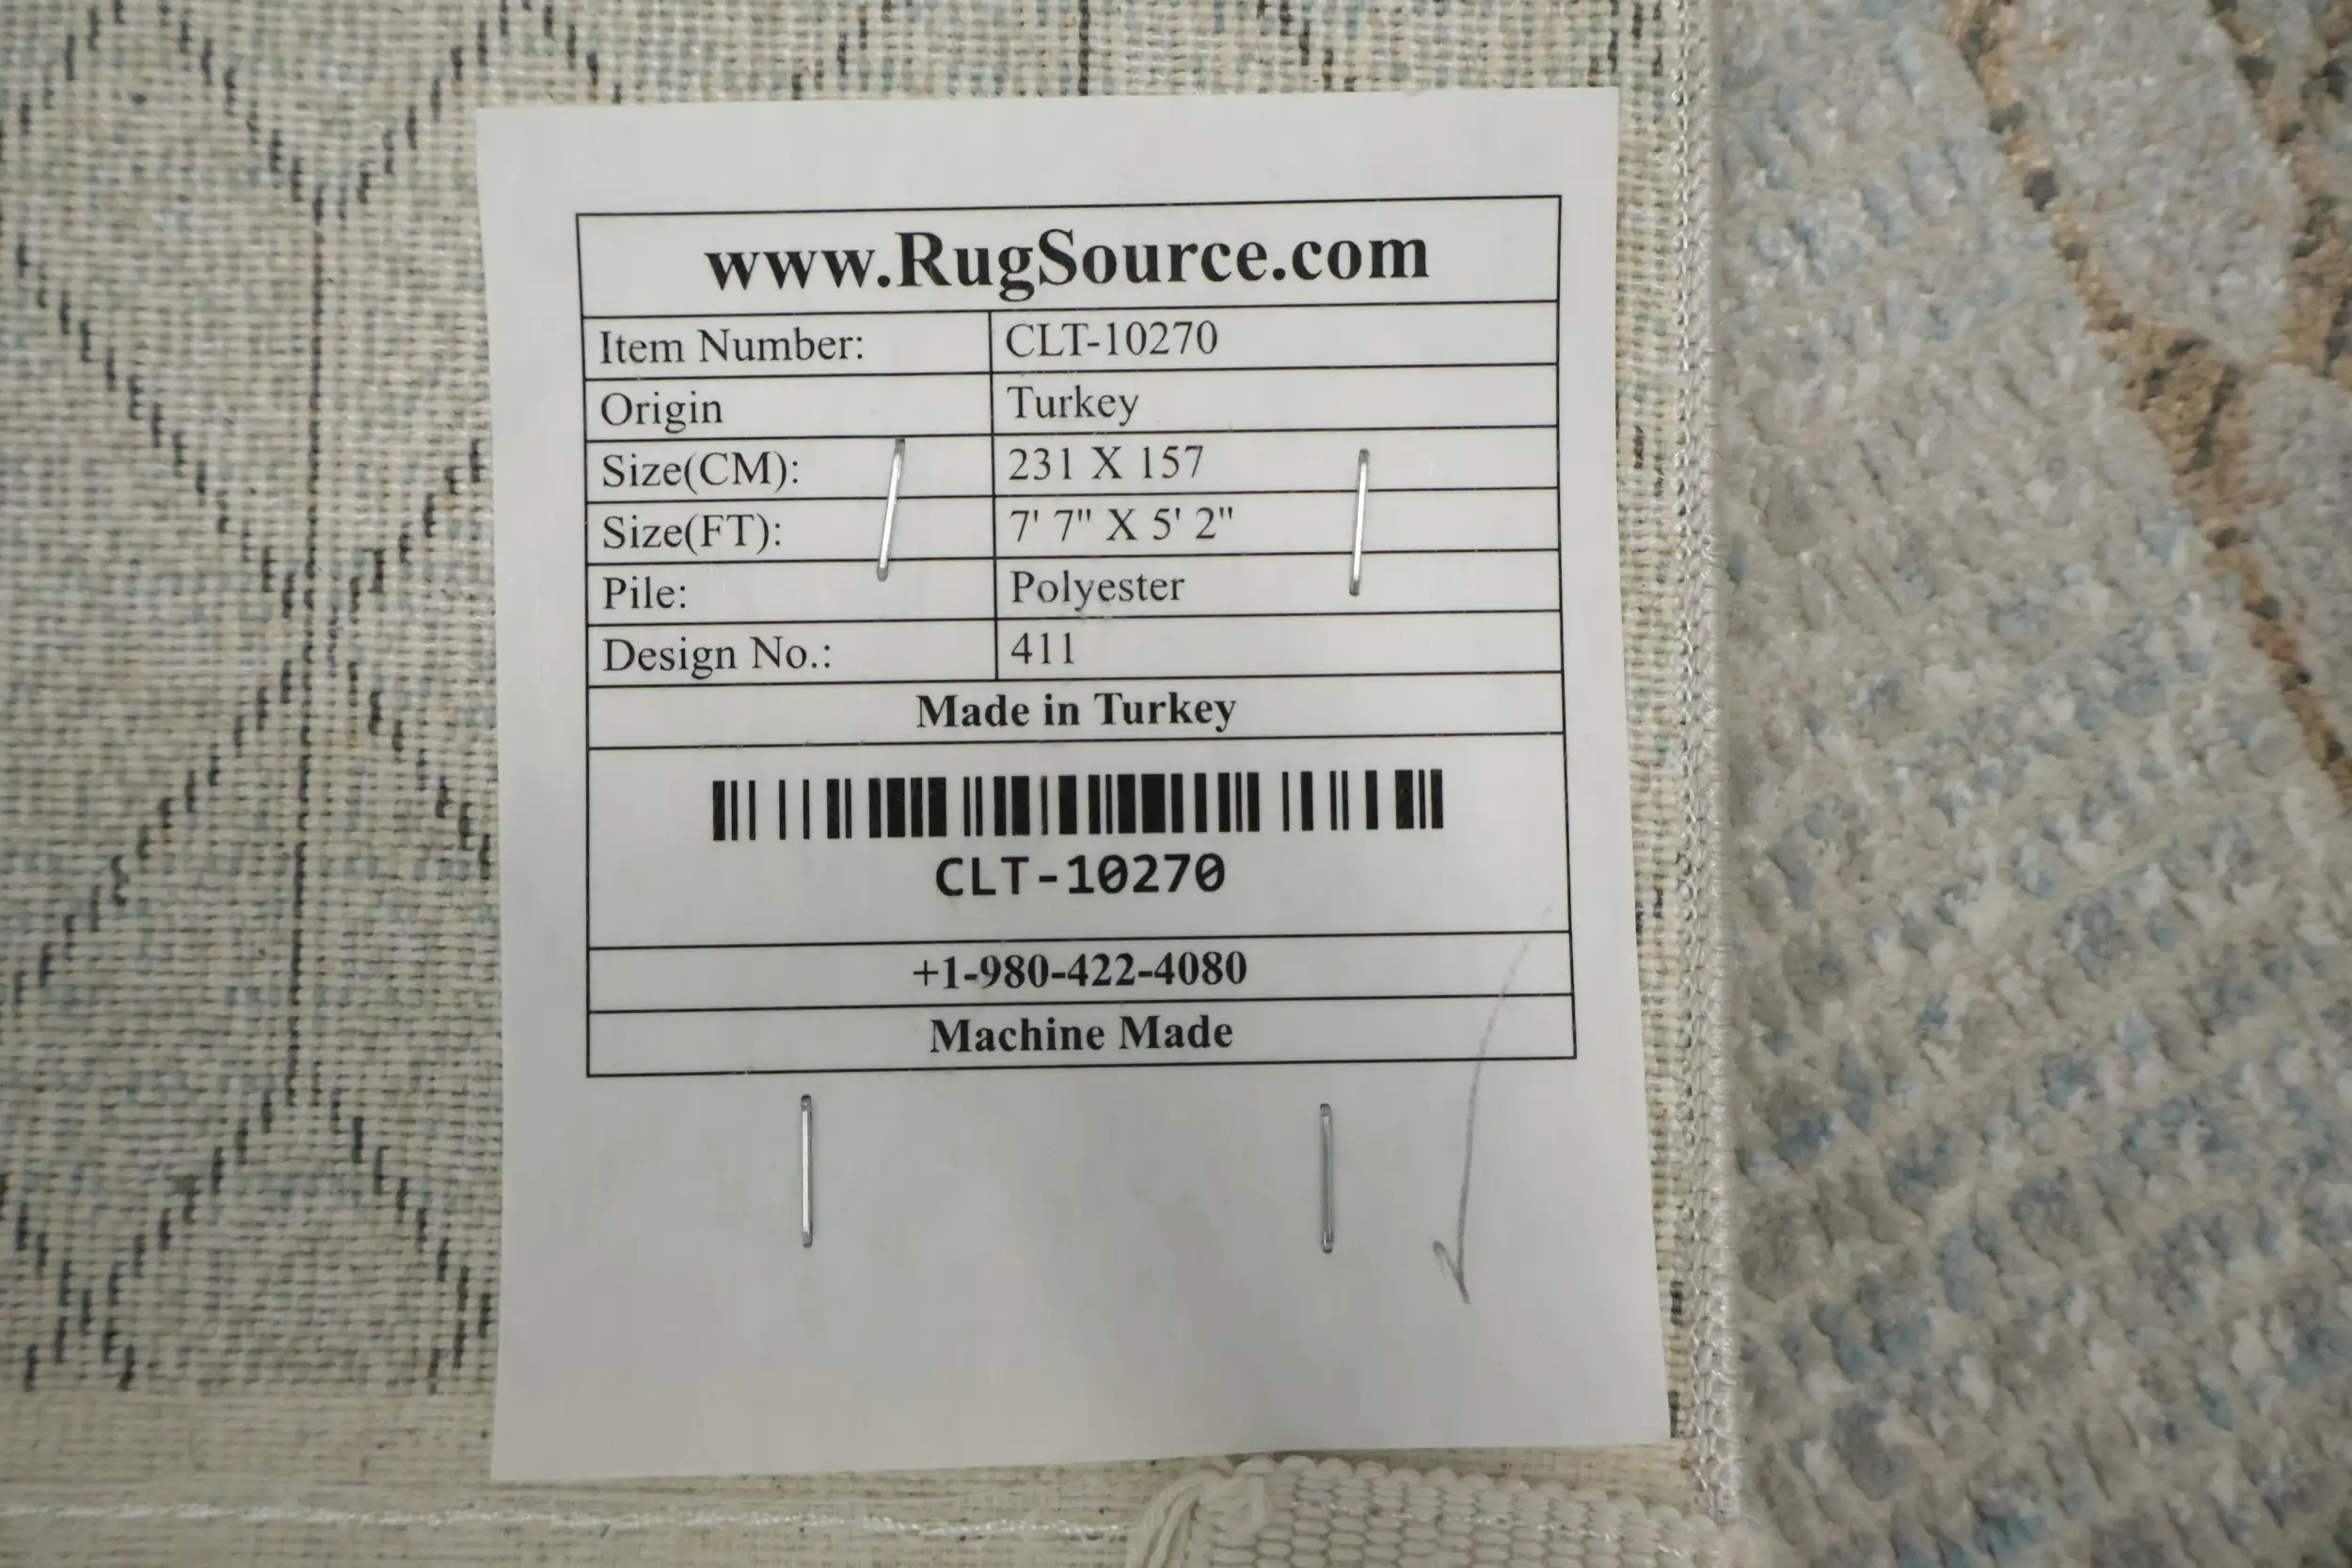 www.RugSource.com
Item Number: CLT-10270
Origin Turkey
Size(CM): 231 X 157
Size(FT): 7' 7" X 5' 2"
Pile: Polyester
Design No.: 411
Made in Turkey
CLT-10270
+1-980-422-4080
Machine Made